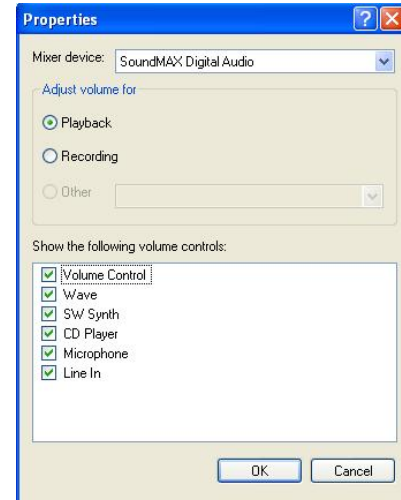 Properties
Mixer device: SoundMAX Digital Audio
Adjust volume for
Playback
Recording
Other
Show the following volume controls:
Volume Control
Wave
SW Synth
CD Player
Microphone
Line In
OK Cancel